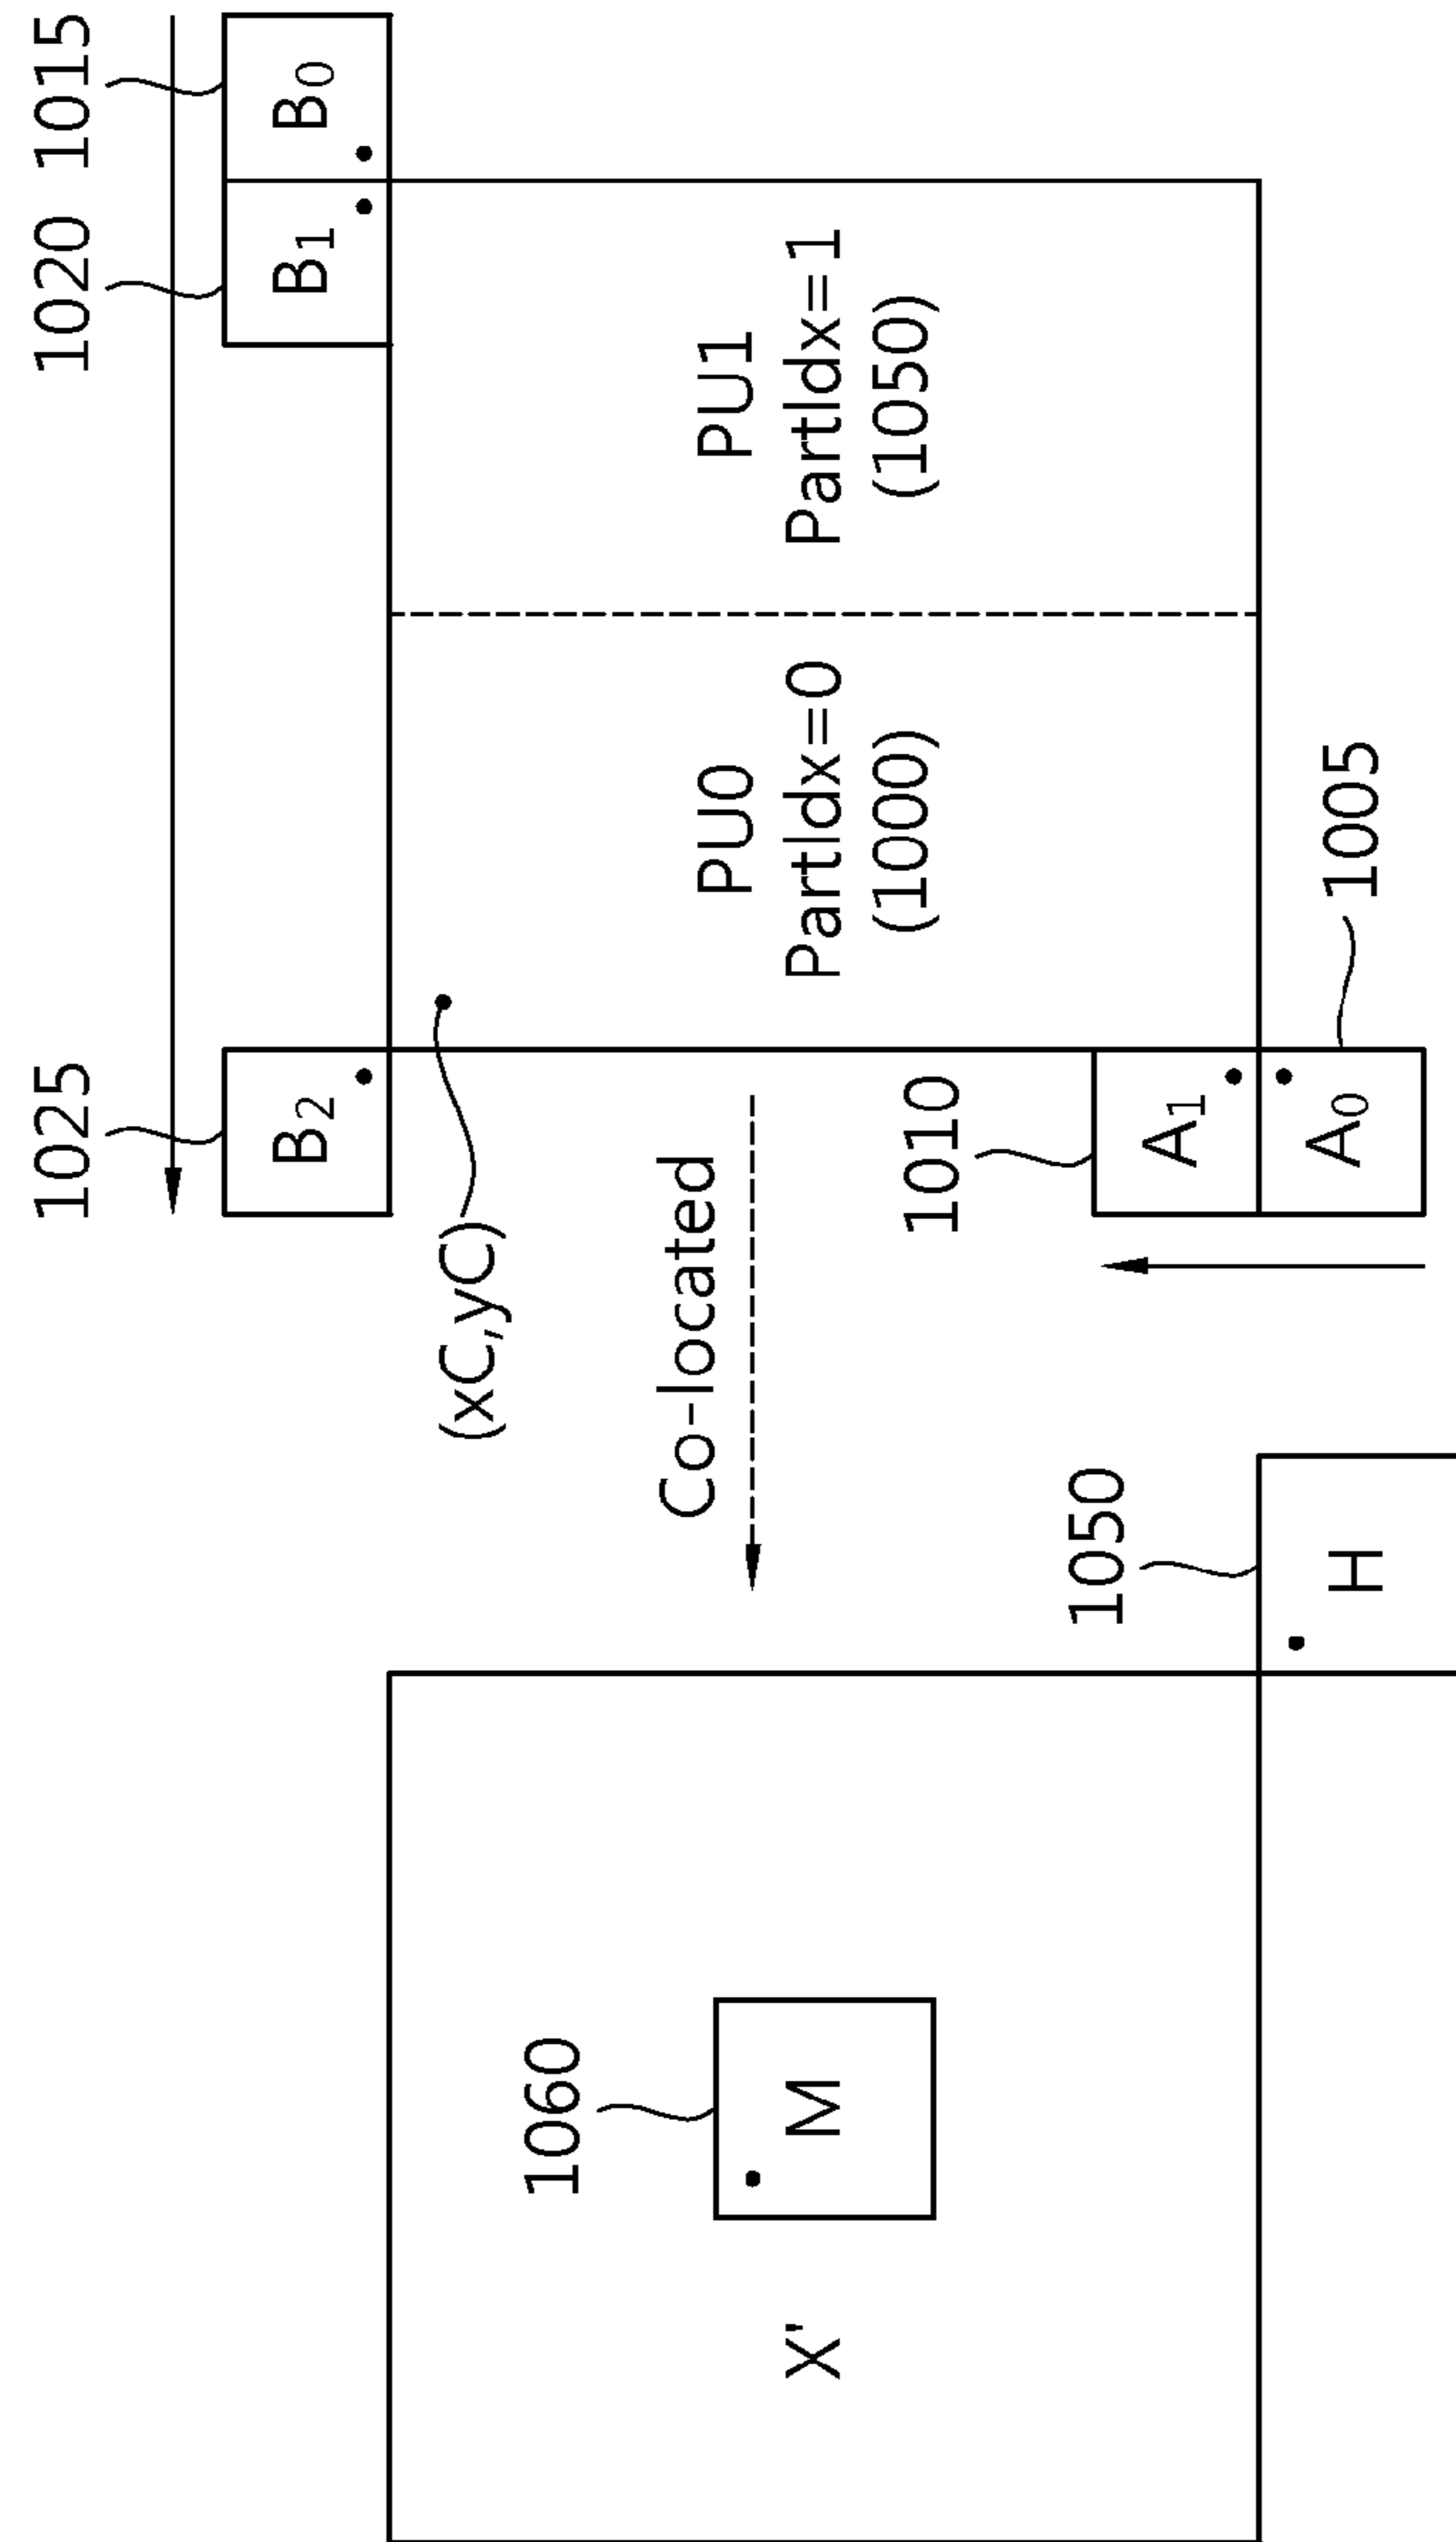 1025
1020
1015
B2
B1
B0
(xC,yC)
1060
Co-located
X'
M
PU0
PartIdx=0
(1000)
PU1
PartIdx=1
(1050)
1010
1050
A1
H
A0
1005